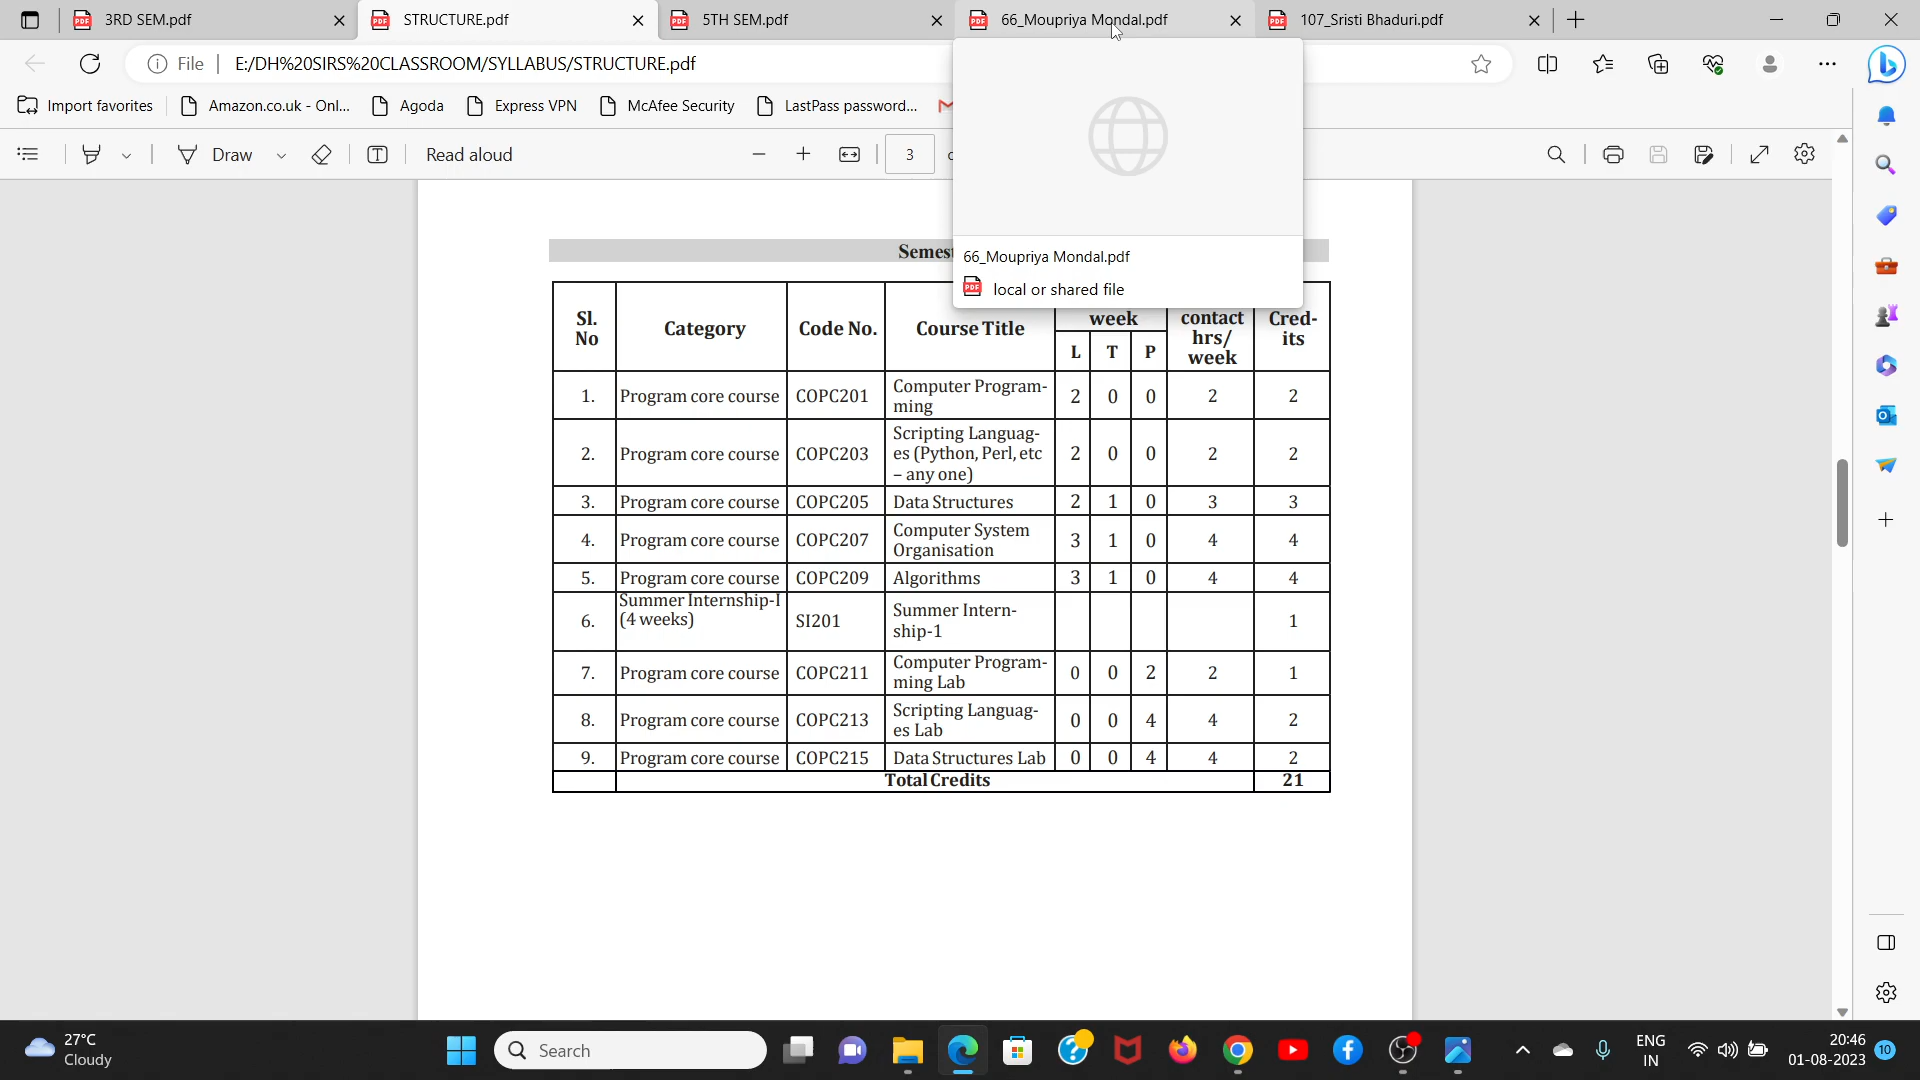 3RD SEM.pdf
STRUCTURE.pdf
5TH SEM.pdf
66_Moupriya Mondal.pdf
107_Sristi Bhaduri.pdf
File
E:/DH%20SIRS%20CLASSROOM/SYLLABUS/STRUCTURE.pdf
Import favorites
Amazon.co.uk - Onl...
Agoda
Express VPN
McAfee Security
LastPass password...
Draw
Read aloud
3
66_Moupriya Mondal.pdf
local or shared file
Sl. No
Category
Code No.
Course Title
week
L
T
P
contact hrs/ week
Cred-its
1. Program core course COPC201 Computer Program-
ming 2 0 0 2 2
2. Program core course COPC203 Scripting Languag-
es (Python, Perl, etc
– any one) 2 0 0 2 2
3. Program core course COPC205 Data Structures 2 1 0 3 3
4. Program core course COPC207 Computer System
Organisation 3 1 0 4 4
5. Program core course COPC209 Algorithms 3 1 0 4 4
6. Summer Internship-I
(4 weeks) SI201 Summer Intern-
ship-1 1
7. Program core course COPC211 Computer Program-
ming Lab 0 0 2 2 1
8. Program core course COPC213 Scripting Languag-
es Lab 0 0 4 4 2
9. Program core course COPC215 Data Structures Lab 0 0 4 4 2
Total Credits 21
27°C
Cloudy
Search
ENG
IN
20:46
01-08-2023
10